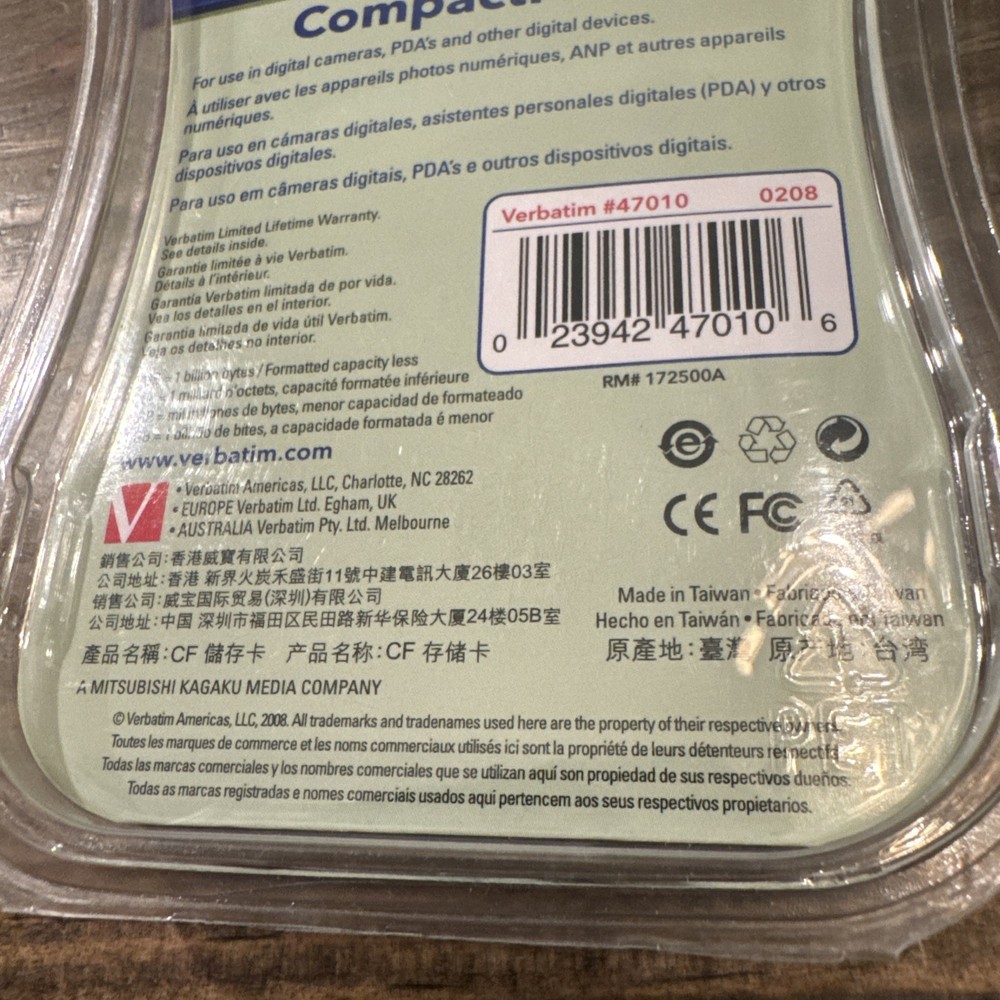 For use in digital cameras, PDA's and other digital devices.
À utiliser avec les appareils photos numériques, ANP et autres appareils
numériques.
Para uso en cámaras digitales, asistentes personales digitales (PDA) y otros
dispositivos digitales.
Para uso em câmeras digitais, PDA's e outros dispositivos digitais.
Verbatim Limited Lifetime Warranty.
See details inside.
Garantie limitée à vie Verbatim.
Détails à l'intérieur.
Garantía Verbatim limitada de por vida.
Vea los detalles en el interior.
Garantia limitada de vida útil Verbatim.
Veja os detalhes no interior.
Verbatim #47010 0208
0 23942 47010 6
RM# 172500A
= 1 billion bytes / Formatted capacity less
= 1 milliard d'octets, capacité formatée inférieure
= mil millones de bytes, menor capacidad de formateado
de bites, a capacidade formatada é menor
www.verbatim.com
• Verbatim Americas, LLC, Charlotte, NC 28262
• EUROPE Verbatim Ltd. Egham, UK
• AUSTRALIA Verbatim Pty. Ltd. Melbourne
CE FC
銷售公司:香港威寶有限公司
公司地址:香港 新界火炭禾盛街11號中建電訊大廈26樓03室
销售公司:威宝国际贸易(深圳)有限公司
公司地址:中国 深圳市福田区民田路新华保险大厦24楼05B室
產品名稱:CF 儲存卡 产品名称:CF 存储卡
Made in Taiwan •
Hecho en Taiwán • Taiwan
原產地:臺灣 原产地:台湾
A MITSUBISHI KAGAKU MEDIA COMPANY
© Verbatim Americas, LLC, 2008. All trademarks and tradenames used here are the property of their respective owners.
Toutes les marques de commerce et les noms commerciaux utilisés ici sont la propriété de leurs détenteurs respectifs.
Todas las marcas comerciales y los nombres comerciales que se utilizan aquí son propiedad de sus respectivos dueños.
Todas as marcas registradas e nomes comerciais usados aqui pertencem aos seus respectivos propietarios.